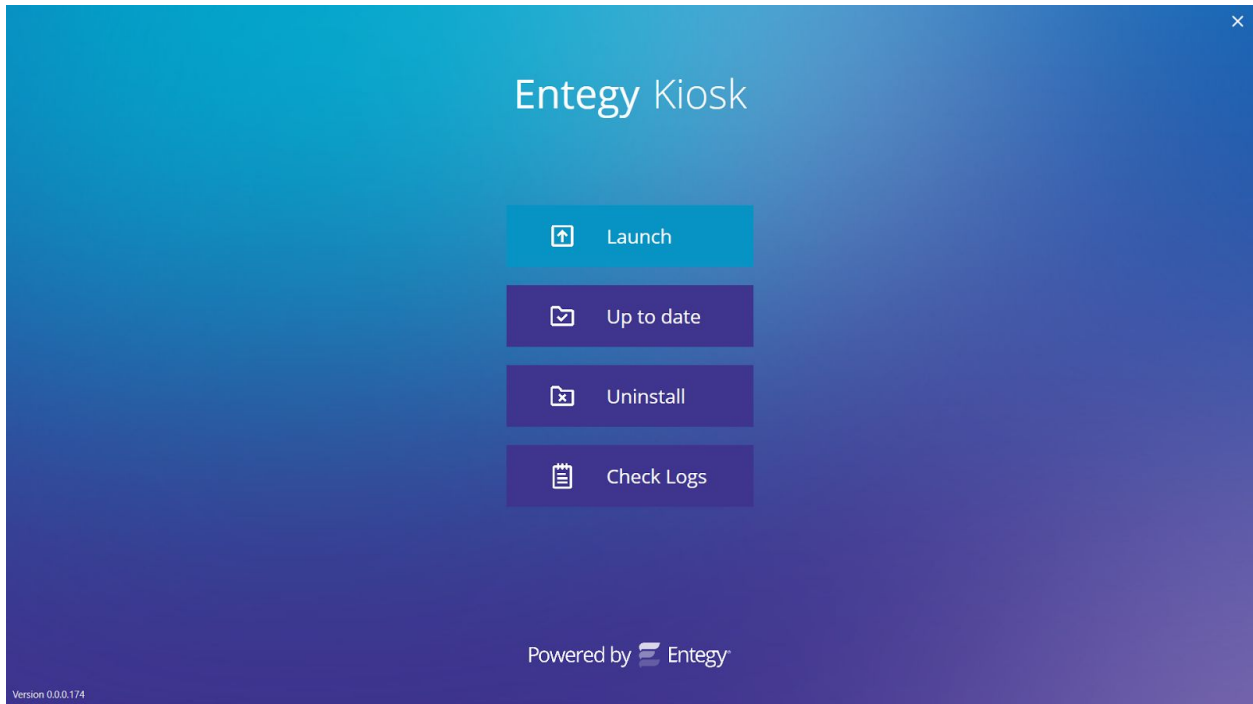 Entegy Kiosk
Launch
Up to date
Uninstall
Check Logs
Powered by Entegy
Version 0.0.0.174